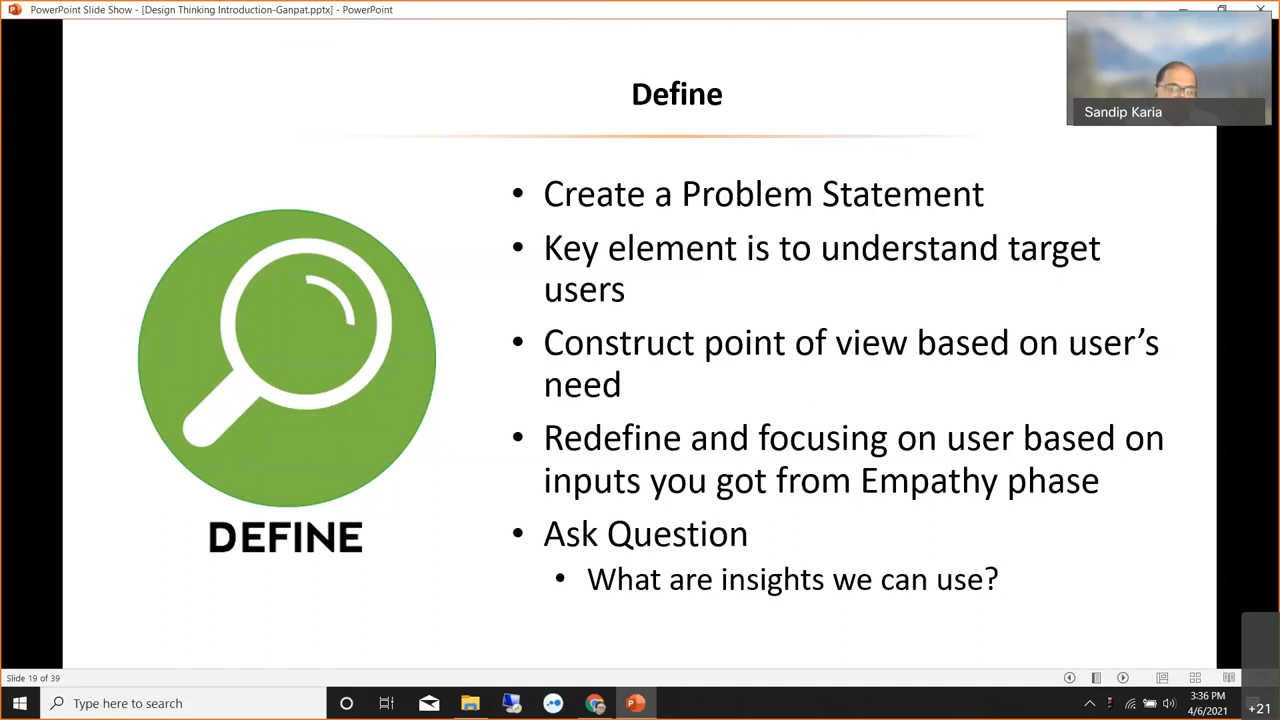 PowerPoint Slide Show - [Design Thinking Introduction-Ganpat.pptx] - PowerPoint
Sandip Karia
Define
• Create a Problem Statement
• Key element is to understand target
users
• Construct point of view based on user’s
need
• Redefine and focusing on user based on
inputs you got from Empathy phase
• Ask Question
• What are insights we can use?
DEFINE
Slide 19 of 39
Type here to search
3:36 PM
4/6/2021
+21